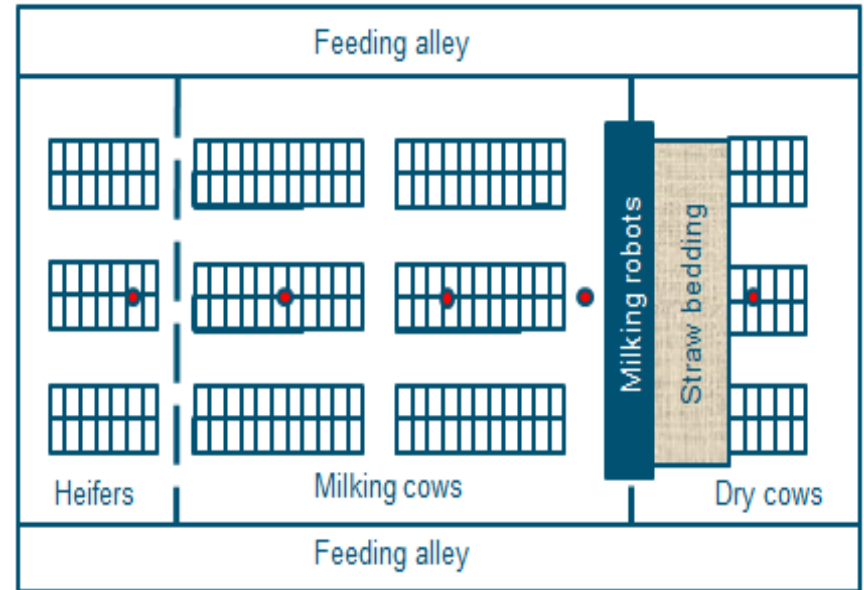 Feeding alley
Milking robots
Straw bedding
Heifers
Milking cows
Dry cows
Feeding alley